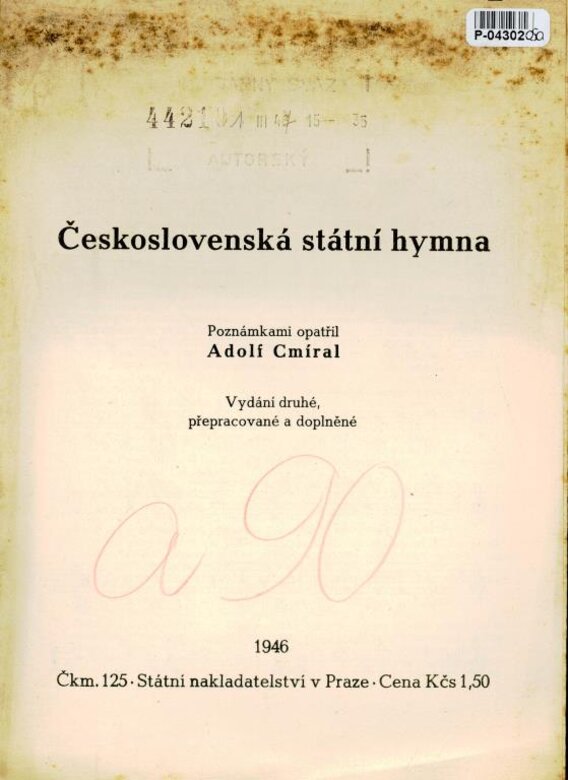 P-04302
AUTORSKÝ
Československá státní hymna
Poznámkami opatřil
Adolf Cmíral
Vydání druhé,
přepracované a doplněné
a 90
1946
Čkm. 125 · Státní nakladatelství v Praze · Cena Kčs 1,50